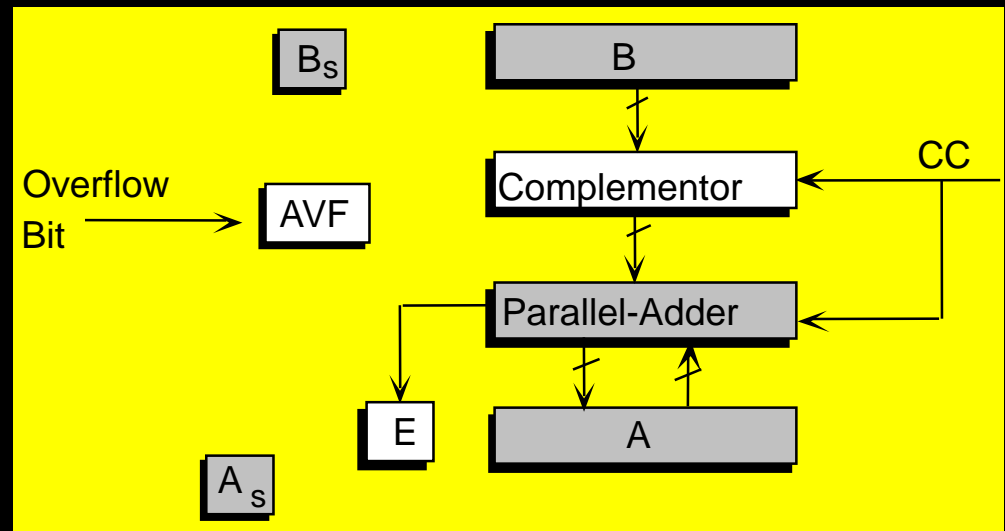 Bs
B
CC
Overflow
Bit
Complementor
AVF
Parallel-Adder
E
A
A s